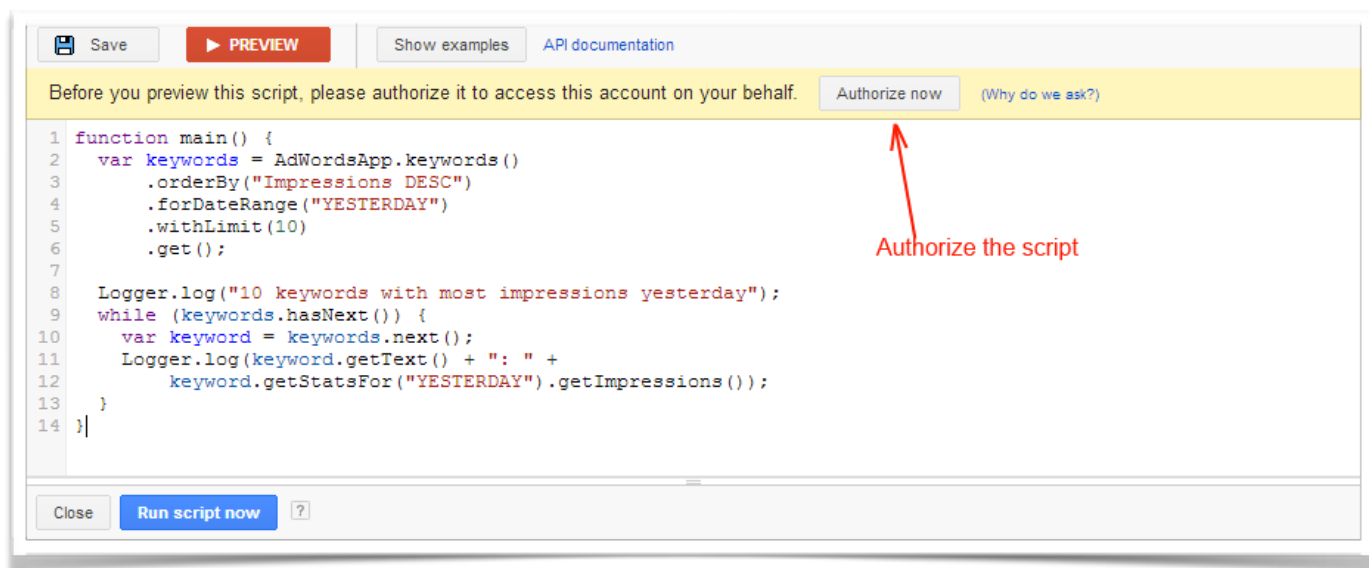 Save PREVIEW Show examples API documentation
Before you preview this script, please authorize it to access this account on your behalf. Authorize now (Why do we ask?)
1 function main() {
2   var keywords = AdWordsApp.keywords()
3       .orderBy("Impressions DESC")
4       .forDateRange("YESTERDAY")
5       .withLimit(10)
6       .get();
Authorize the script
7
8   Logger.log("10 keywords with most impressions yesterday");
9   while (keywords.hasNext()) {
10     var keyword = keywords.next();
11     Logger.log(keyword.getText() + ": " +
12         keyword.getStatsFor("YESTERDAY").getImpressions());
13   }
14 }
Close Run script now ?